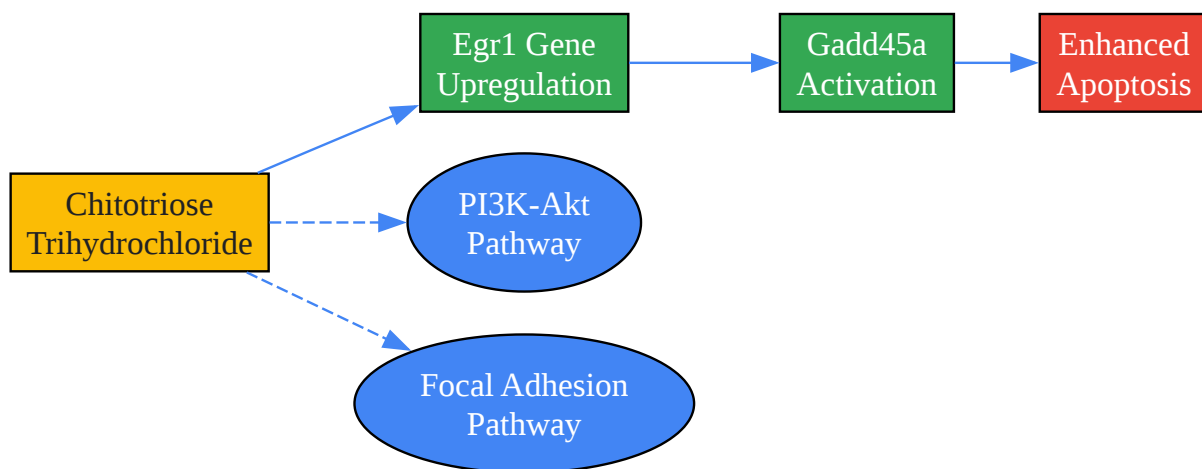 Egr1 Gene
Upregulation
Gadd45a
Activation
Enhanced
Apoptosis
Chitotriose
Trihydrochloride
PI3K-Akt
Pathway
Focal Adhesion
Pathway